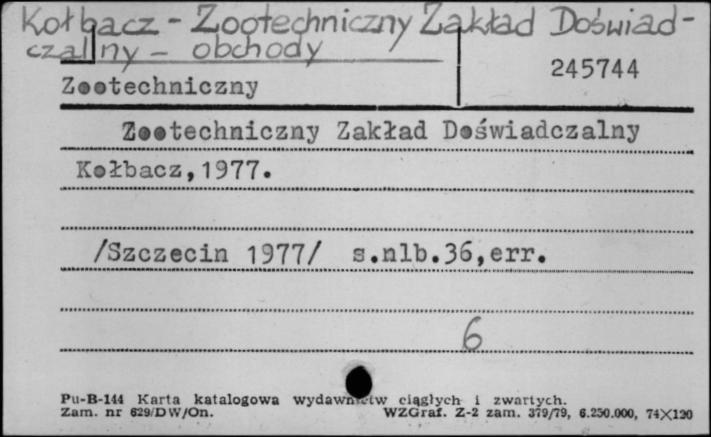 Kołbacz - Zootechniczny Zakład Doświad-
czalny - obchody
245744
Zootechniczny
Zootechniczny Zakład Doświadczalny
Kołbacz,1977.
/Szczecin 1977/ s.nlb.36,err.
6
Pu-B-144 Karta katalogowa wydawnictw ciągłych i zwartych.
Zam. nr 629/DW/On. WZGraf. Z-2 zam. 379/79, 6.250.000, 74×120